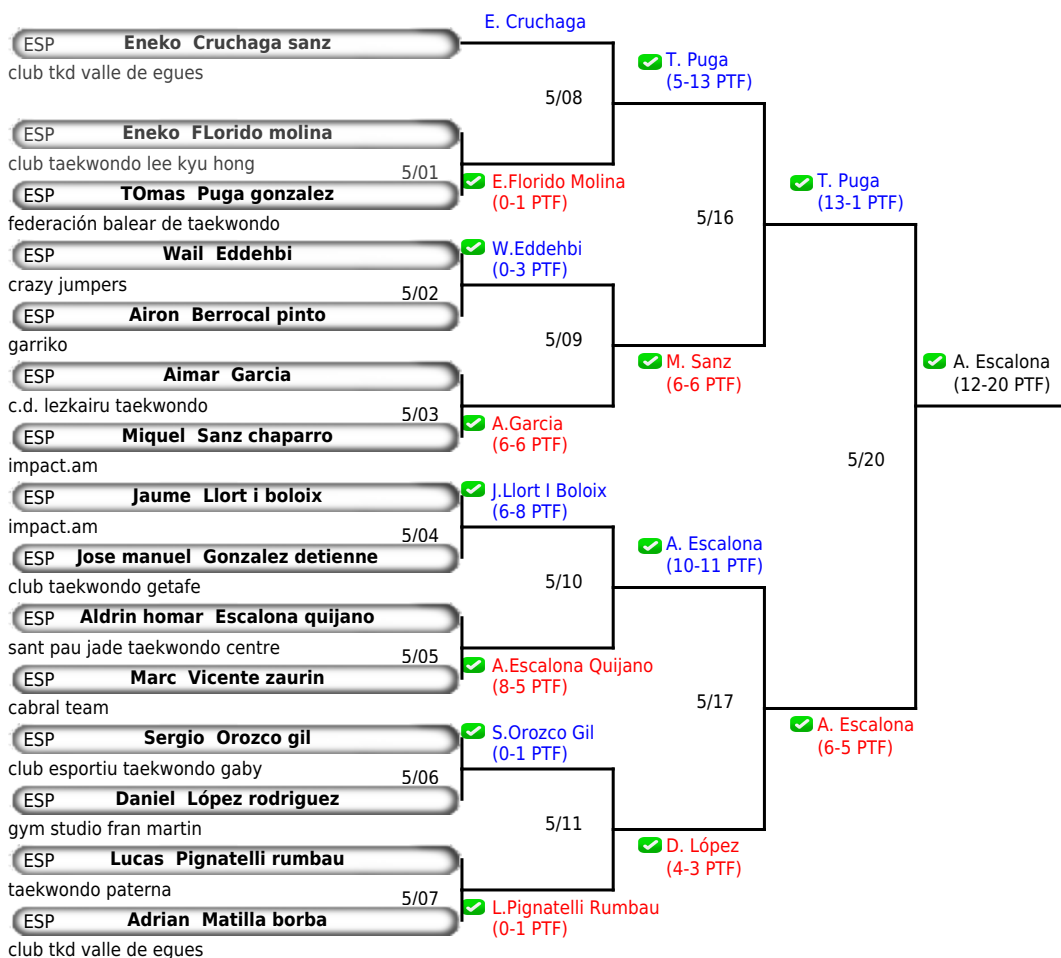 E. Cruchaga
ESP Eneko Cruchaga sanz
club tkd valle de egues
T. Puga
(5-13 PTF)
5/08
ESP Eneko FLorido molina
club taekwondo lee kyu hong
5/01
ESP TOmas Puga gonzalez
E.Florido Molina
(0-1 PTF)
T. Puga
(13-1 PTF)
federación balear de taekwondo
5/16
ESP Wail Eddehbi
W.Eddehbi
(0-3 PTF)
crazy jumpers
5/02
ESP Airon Berrocal pinto
garriko
5/09
ESP Aimar Garcia
M. Sanz
(6-6 PTF)
A. Escalona
(12-20 PTF)
c.d. lezkairu taekwondo
5/03
ESP Miquel Sanz chaparro
A.Garcia
(6-6 PTF)
impact.am
5/20
ESP Jaume Llort i boloix
J.Llort I Boloix
(6-8 PTF)
impact.am
5/04
ESP Jose manuel Gonzalez detienne
A. Escalona
(10-11 PTF)
club taekwondo getafe
5/10
ESP Aldrin homar Escalona quijano
sant pau jade taekwondo centre
5/05
ESP Marc Vicente zaurin
A.Escalona Quijano
(8-5 PTF)
cabral team
5/17
ESP Sergio Orozco gil
S.Orozco Gil
(0-1 PTF)
A. Escalona
(6-5 PTF)
club esportiu taekwondo gaby
5/06
ESP Daniel López rodriguez
gym studio fran martin
5/11
ESP Lucas Pignatelli rumbau
D. López
(4-3 PTF)
taekwondo paterna
5/07
ESP Adrian Matilla borba
L.Pignatelli Rumbau
(0-1 PTF)
club tkd valle de egues